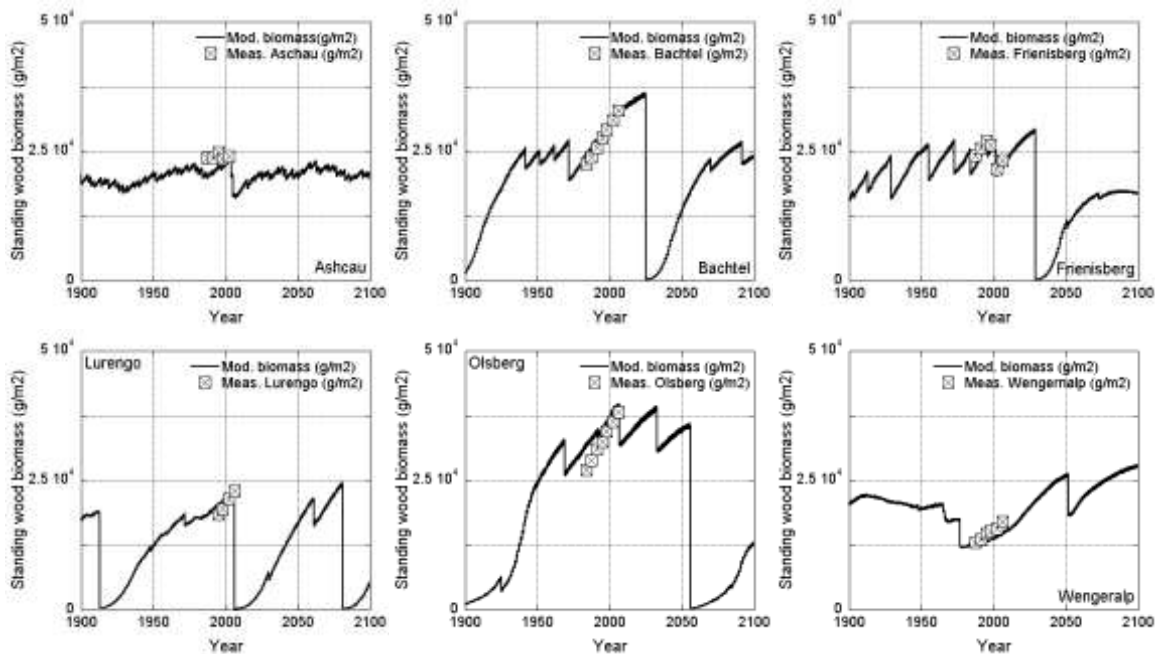 Standing wood biomass (g/m2)
5 10⁴
2.5 10⁴
0
Mod. biomass(g/m2)
Meas. Aschau (g/m2)
Ashcau
1900 1950 2000 2050 2100
Year
Standing wood biomass (g/m2)
5 10⁴
2.5 10⁴
0
Mod. biomass (g/m2)
Meas. Bachtel (g/m2)
Bachtel
1900 1950 2000 2050 2100
Year
Standing wood biomass (g/m2)
5 10⁴
2.5 10⁴
0
Mod. biomass (g/m2)
Meas. Frienisberg (g/m2)
Frienisberg
1900 1950 2000 2050 2100
Year
Standing wood biomass (g/m2)
5 10⁴
2.5 10⁴
0
Lurengo
Mod. biomass (g/m2)
Meas. Lurengo (g/m2)
1900 1950 2000 2050 2100
Year
Standing wood biomass (g/m2)
5 10⁴
2.5 10⁴
0
Olsberg
Mod. biomass (g/m2)
Meas. Olsberg (g/m2)
1900 1950 2000 2050 2100
Year
Standing wood biomass (g/m2)
5 10⁴
2.5 10⁴
0
Mod. biomass (g/m2)
Meas. Wengernalp (g/m2)
Wengeralp
1900 1950 2000 2050 2100
Year